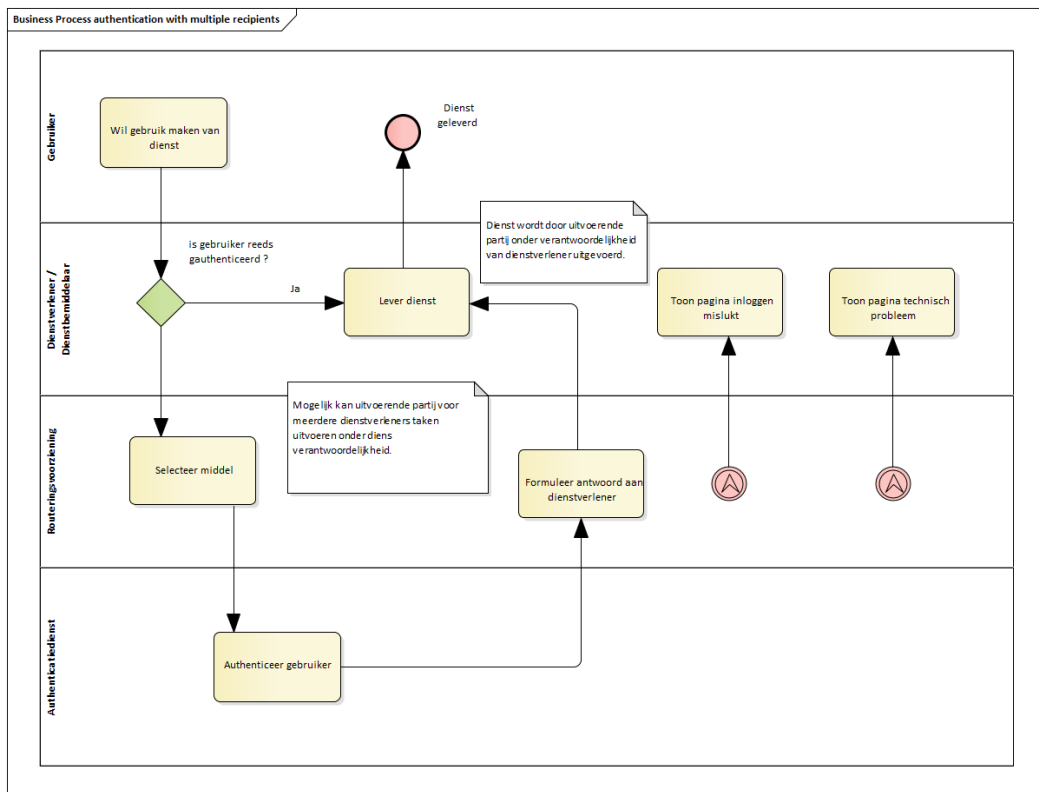 Business Process authentication with multiple recipients
Gebruiker
Wil gebruik maken van
dienst
Dienst
geleverd
Dienstverlener /
Dienstbemiddelaar
is gebruiker reeds
gauthenticeerd ?
Ja
Lever dienst
Dienst wordt door uitvoerende
partij onder verantwoordelijkheid
van dienstverlener uitgevoerd.
Toon pagina inloggen
mislukt
Toon pagina technisch
probleem
Routeringsvoorziening
Selecteer middel
Mogelijk kan uitvoerende partij voor
meerdere dienstverleners taken
uitvoeren onder diens
verantwoordelijkheid.
Formuleer antwoord aan
dienstverlener
Authenticatiedienst
Authenticeer gebruiker